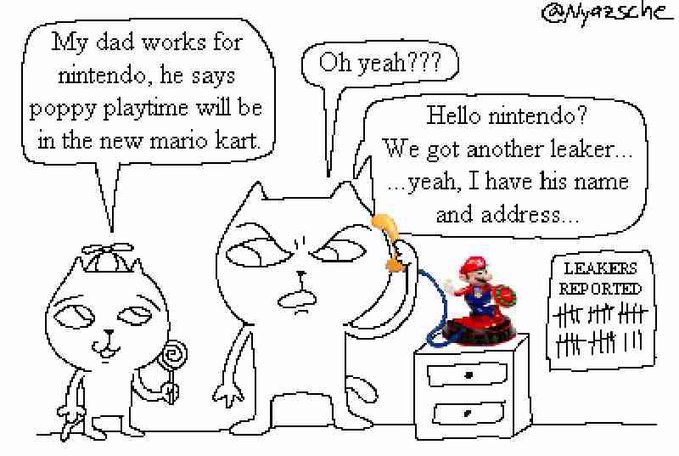 @Nyazsche
My dad works for
nintendo, he says
poppy playtime will be
in the new mario kart.
Oh yeah???
Hello nintendo?
We got another leaker...
...yeah, I have his name
and address...
LEAKERS
REPORTED